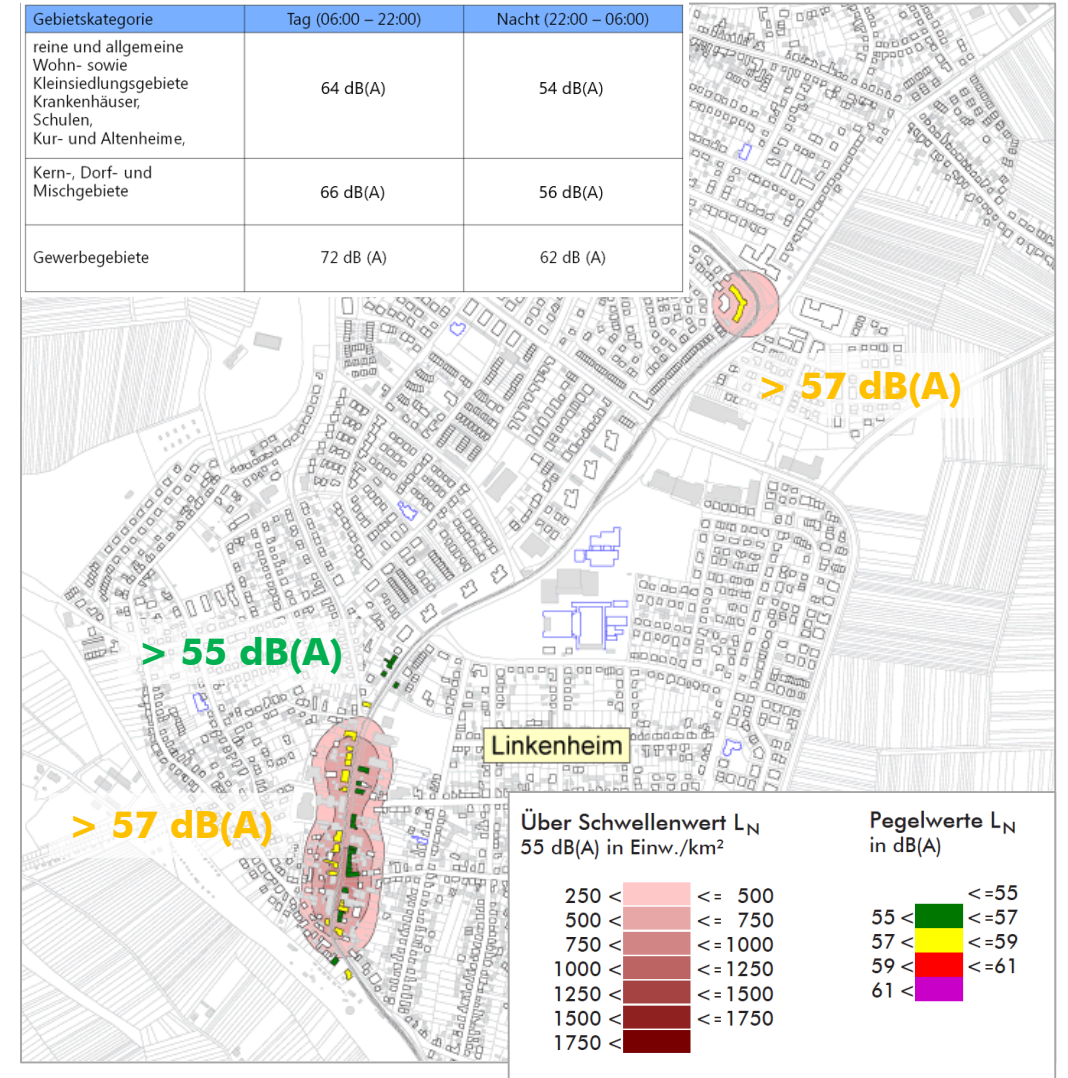 Gebietskategorie
Tag (06:00 – 22:00)
Nacht (22:00 – 06:00)
reine und allgemeine
Wohn- sowie
Kleinsiedlungsgebiete
Krankenhäuser,
Schulen,
Kur- und Altenheime,
64 dB(A)
54 dB(A)
Kern-, Dorf- und
Mischgebiete
66 dB(A)
56 dB(A)
Gewerbegebiete
72 dB (A)
62 dB (A)
> 57 dB(A)
> 55 dB(A)
Linkenheim
> 57 dB(A)
Über Schwellenwert LN
55 dB(A) in Einw./km²
250 < <= 500
500 < <= 750
750 < <= 1000
1000 < <= 1250
1250 < <= 1500
1500 < <= 1750
1750 <
Pegelwerte LN
in dB(A)
<=55
55 < <=57
57 < <=59
59 < <=61
61 <